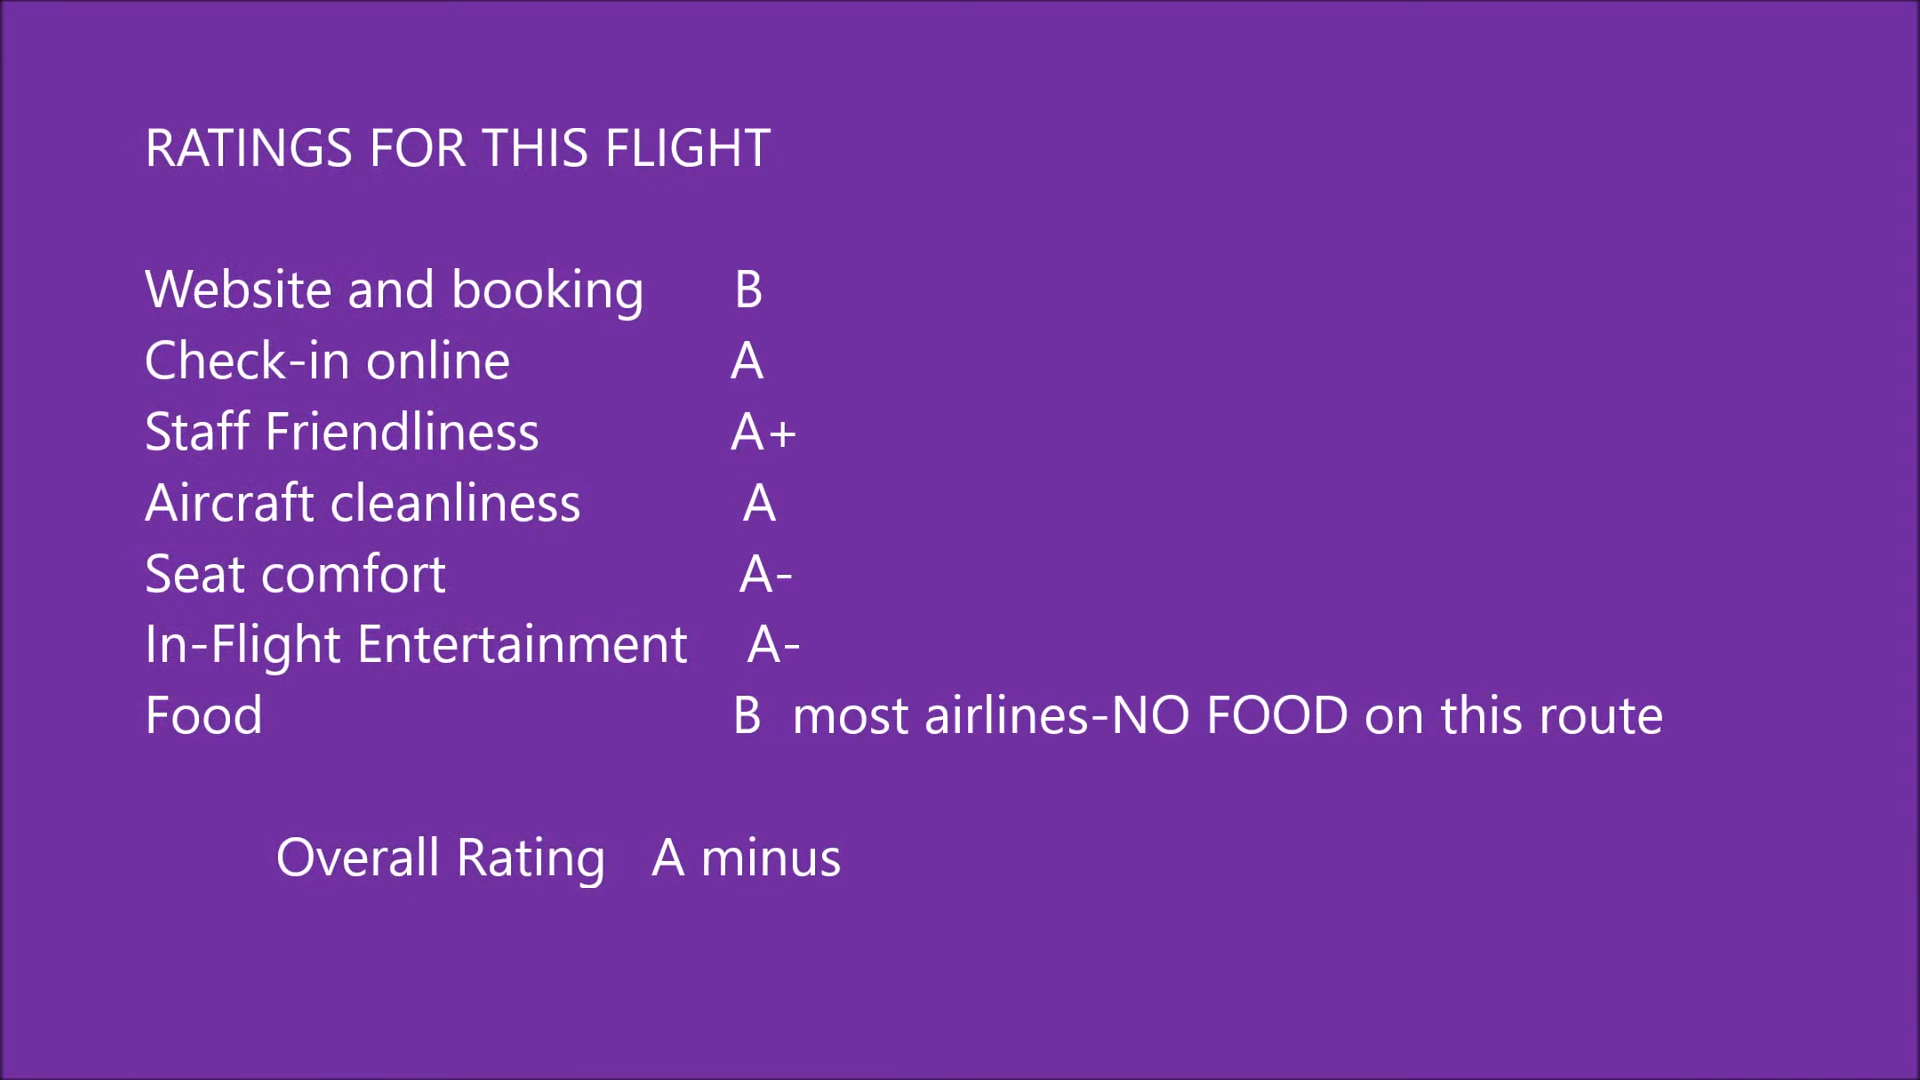 RATINGS FOR THIS FLIGHT
Website and booking B
Check-in online A
Staff Friendliness A+
Aircraft cleanliness A
Seat comfort A-
In-Flight Entertainment A-
Food B most airlines-NO FOOD on this route
Overall Rating A minus